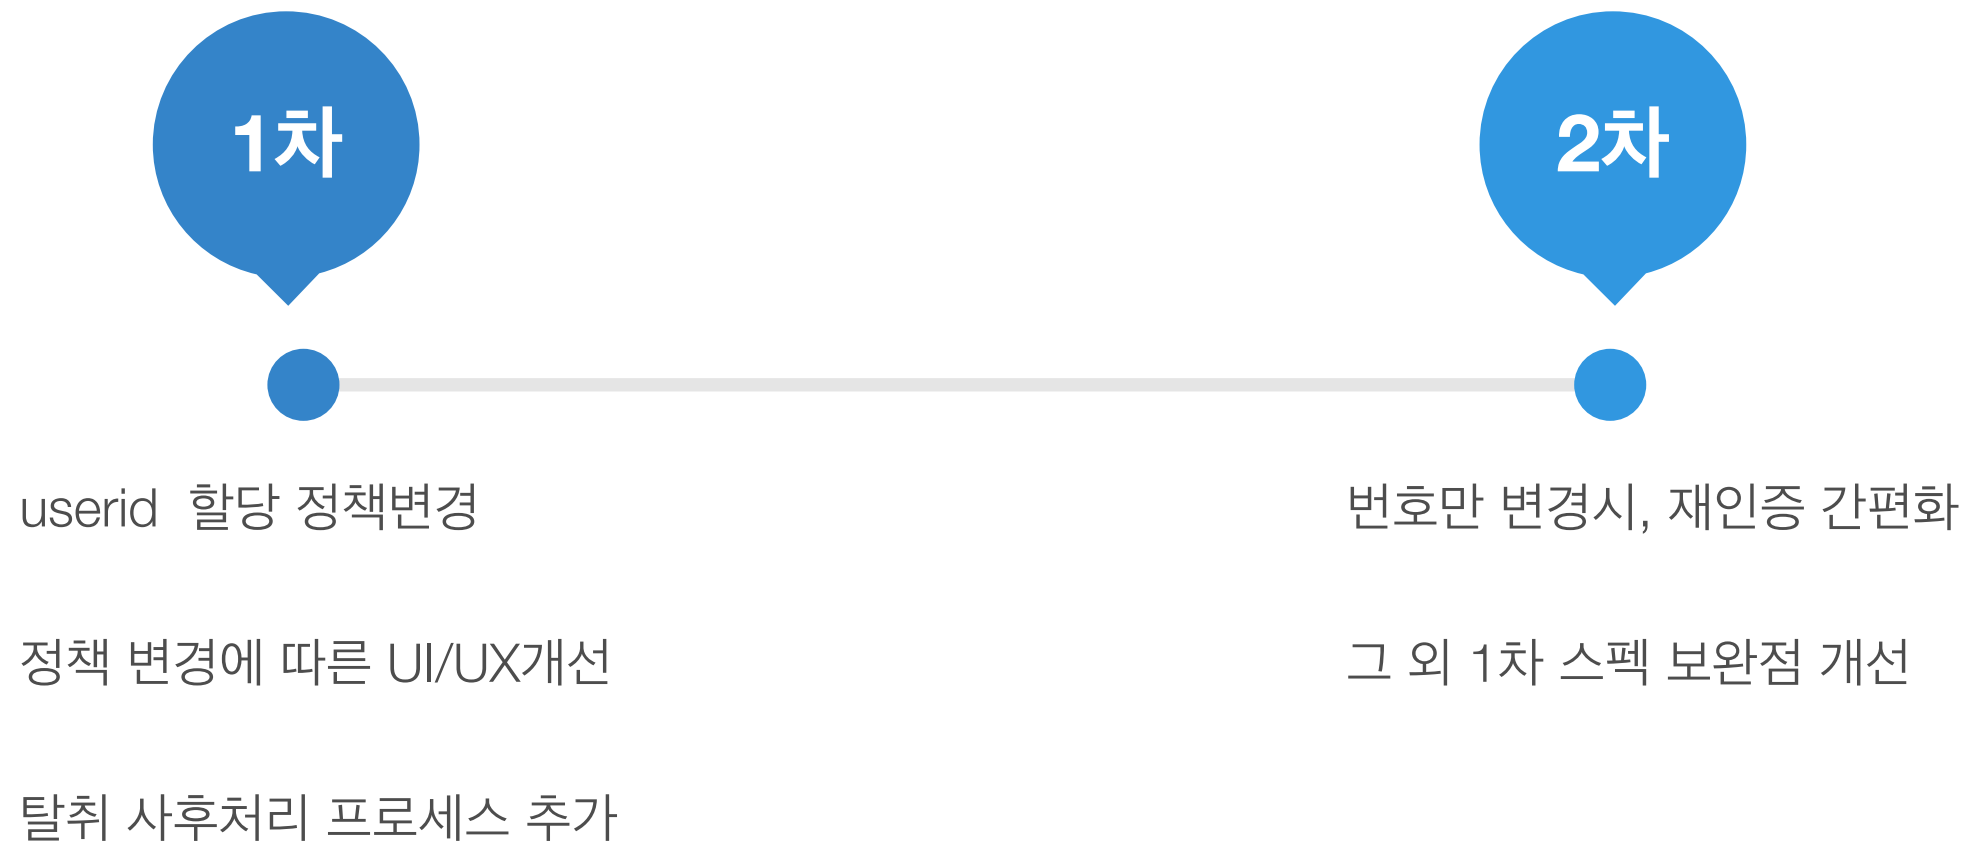 1차
2차
userid 할당 정책변경
정책 변경에 따른 UI/UX개선
탈취 사후처리 프로세스 추가
번호만 변경시, 재인증 간편화
그 외 1차 스펙 보완점 개선